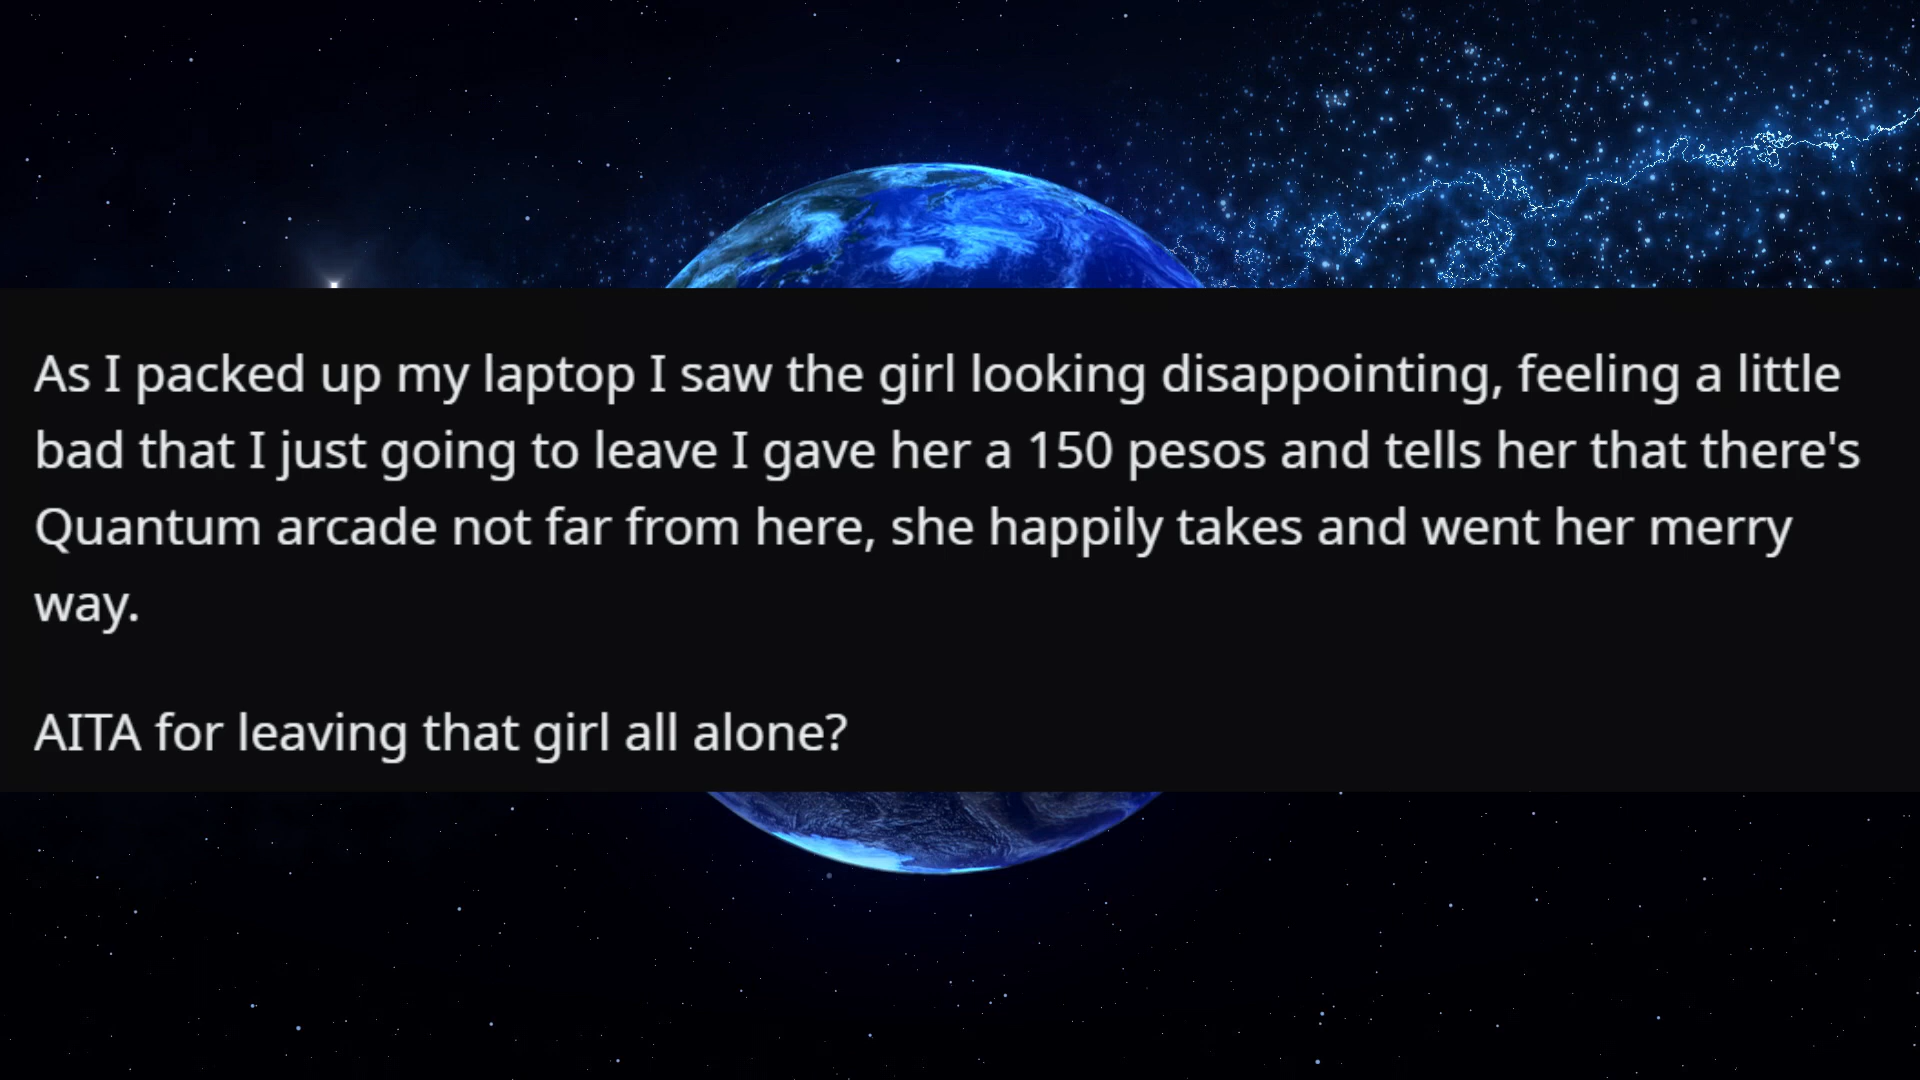 As I packed up my laptop I saw the girl looking disappointing, feeling a little
bad that I just going to leave I gave her a 150 pesos and tells her that there's
Quantum arcade not far from here, she happily takes and went her merry
way.
AITA for leaving that girl all alone?